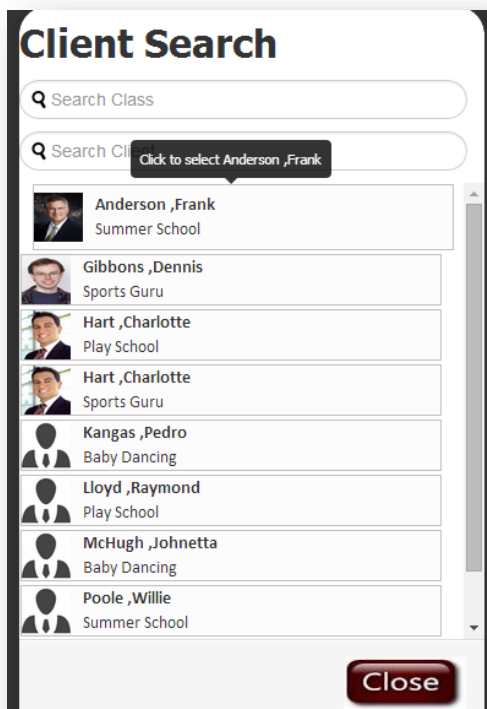 Client Search
Search Class
Search Client
Click to select Anderson ,Frank
Anderson ,Frank
Summer School
Gibbons ,Dennis
Sports Guru
Hart ,Charlotte
Play School
Hart ,Charlotte
Sports Guru
Kangas ,Pedro
Baby Dancing
Lloyd ,Raymond
Play School
McHugh ,Johnetta
Baby Dancing
Poole ,Willie
Summer School
Close